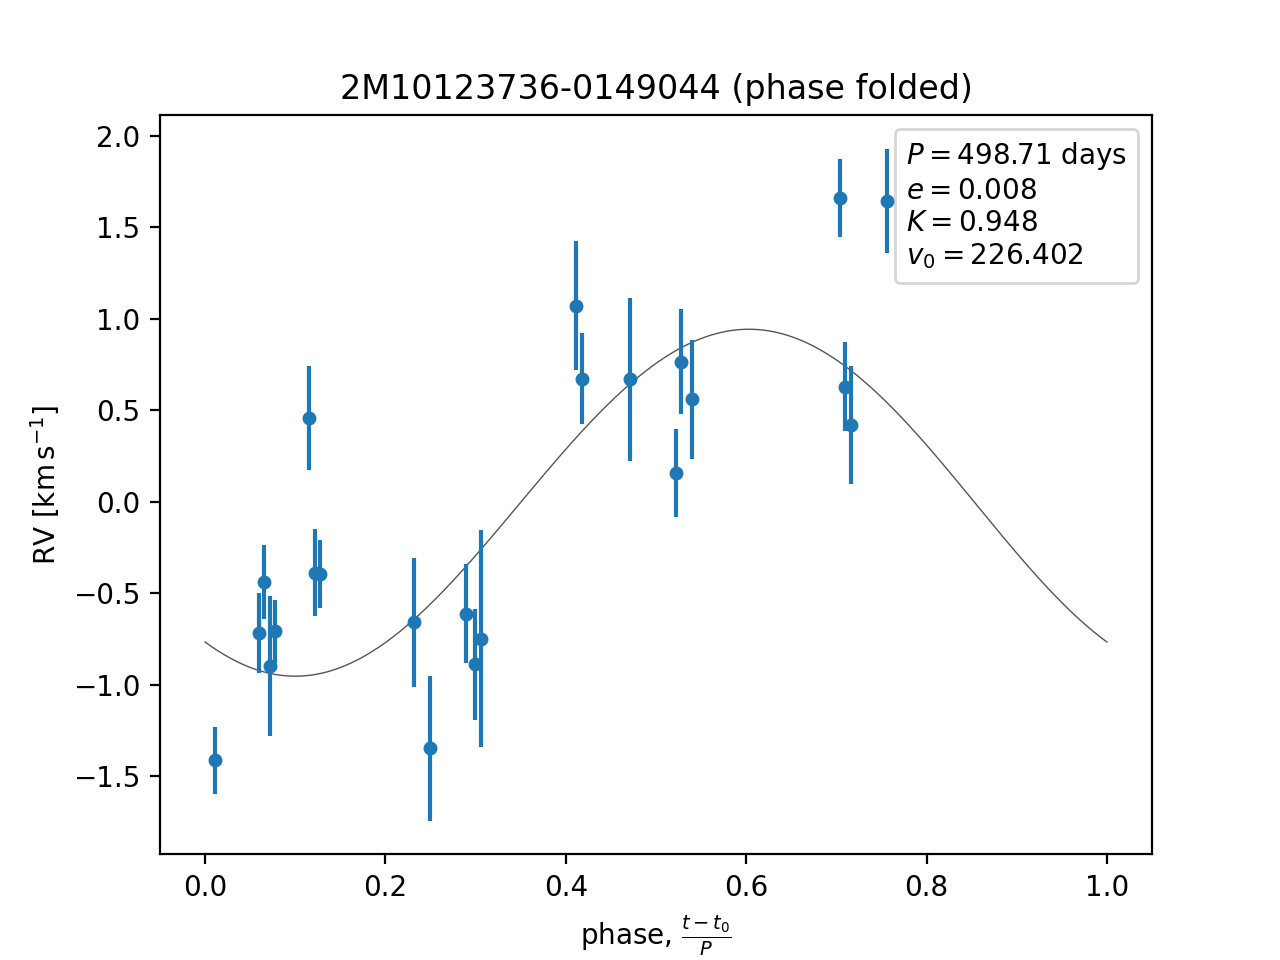 2M10123736-0149044 (phase folded)
P = 498.71 days
e = 0.008
K = 0.948
v₀ = 226.402
RV [km s⁻¹]
2.0
1.5
1.0
0.5
0.0
−0.5
−1.0
−1.5
0.0 0.2 0.4 0.6 0.8 1.0
phase, (t − t₀)/P